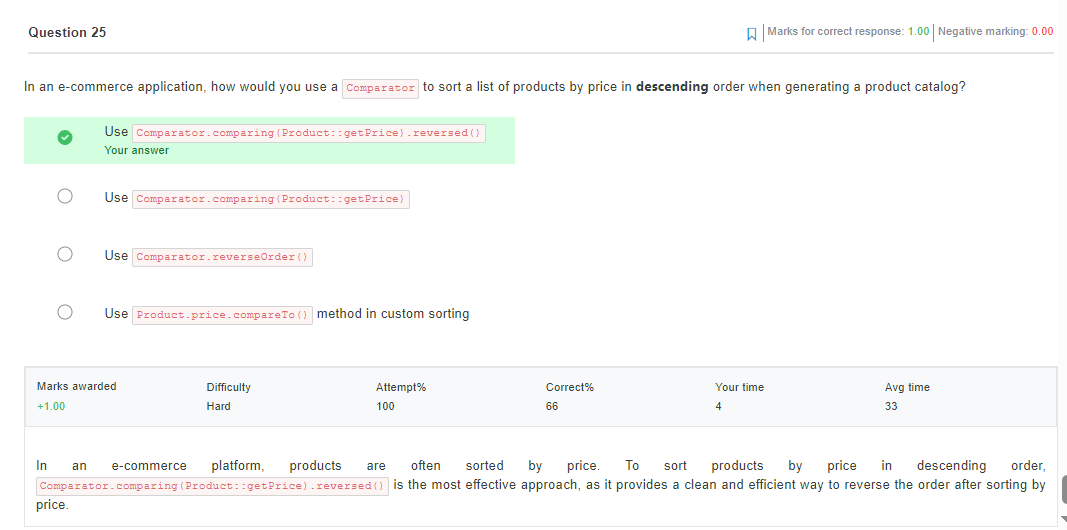 Question 25
Marks for correct response: 1.00 Negative marking: 0.00
In an e-commerce application, how would you use a Comparator to sort a list of products by price in descending order when generating a product catalog?
Use Comparator.comparing(Product::getPrice).reversed()
Your answer
Use Comparator.comparing(Product::getPrice)
Use Comparator.reverseOrder()
Use Product.price.compareTo() method in custom sorting
Marks awarded Difficulty Attempt% Correct% Your time Avg time
+1.00 Hard 100 66 4 33
In an e-commerce platform, products are often sorted by price. To sort products by price in descending order,
Comparator.comparing(Product::getPrice).reversed() is the most effective approach, as it provides a clean and efficient way to reverse the order after sorting by
price.